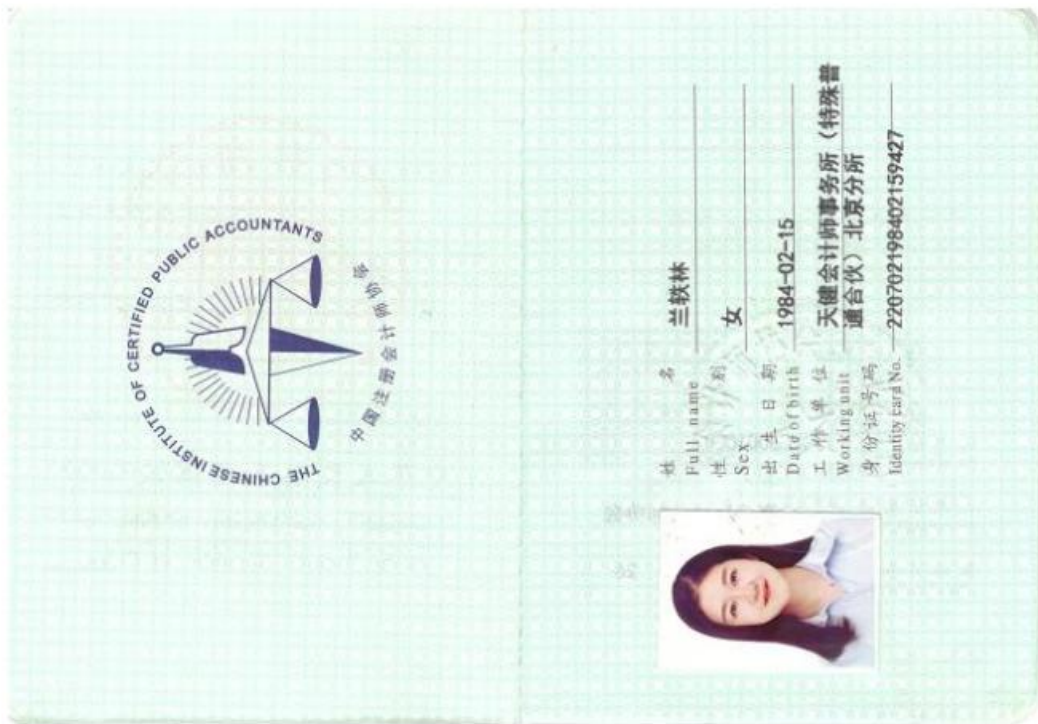 THE CHINESE INSTITUTE OF CERTIFIED PUBLIC ACCOUNTANTS
中国注册会计师协会
姓名 兰轶林
Full name
性别 女
Sex
出生日期 1984-02-15
Date of birth
工作单位 天健会计师事务所（特殊普
Working unit 通合伙）北京分所
身份证号码
Identity card No. 220702198402159427